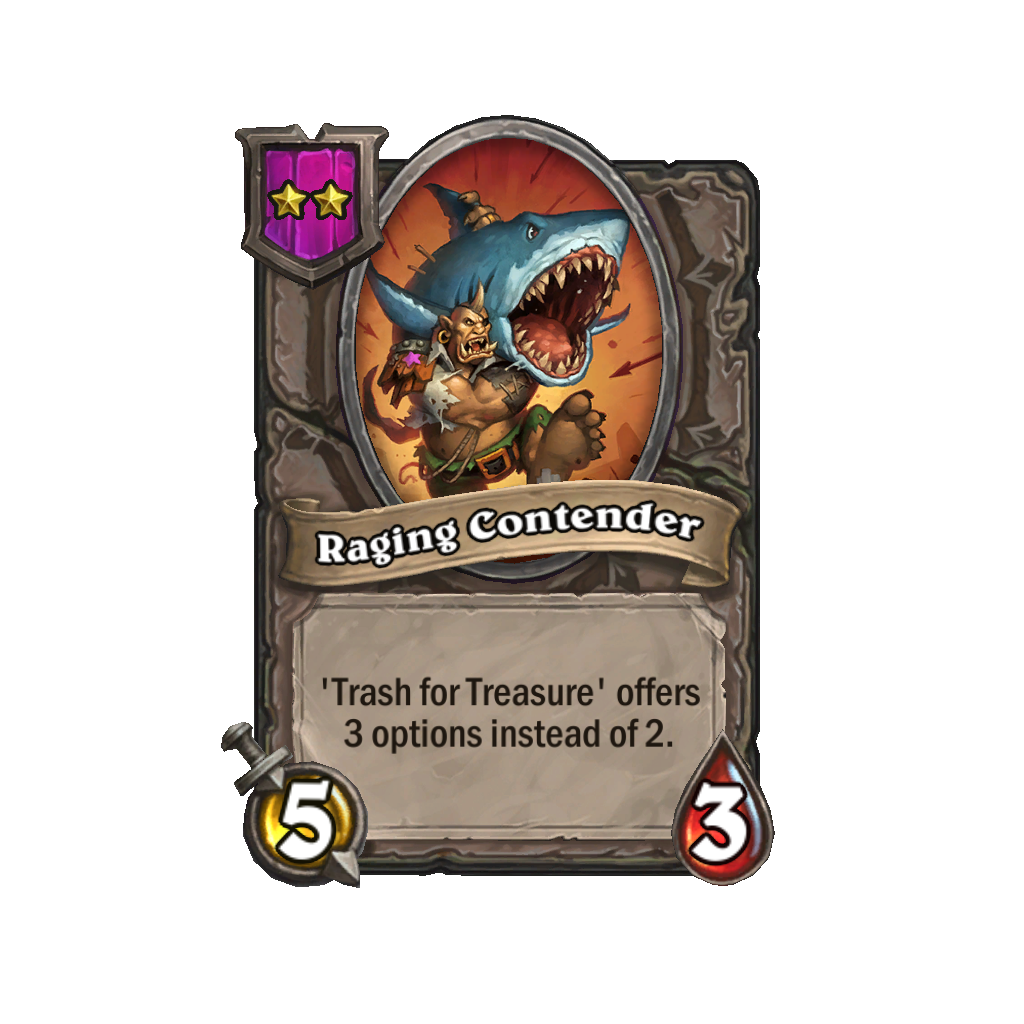 Raging Contender
'Trash for Treasure' offers
3 options instead of 2.
5
3